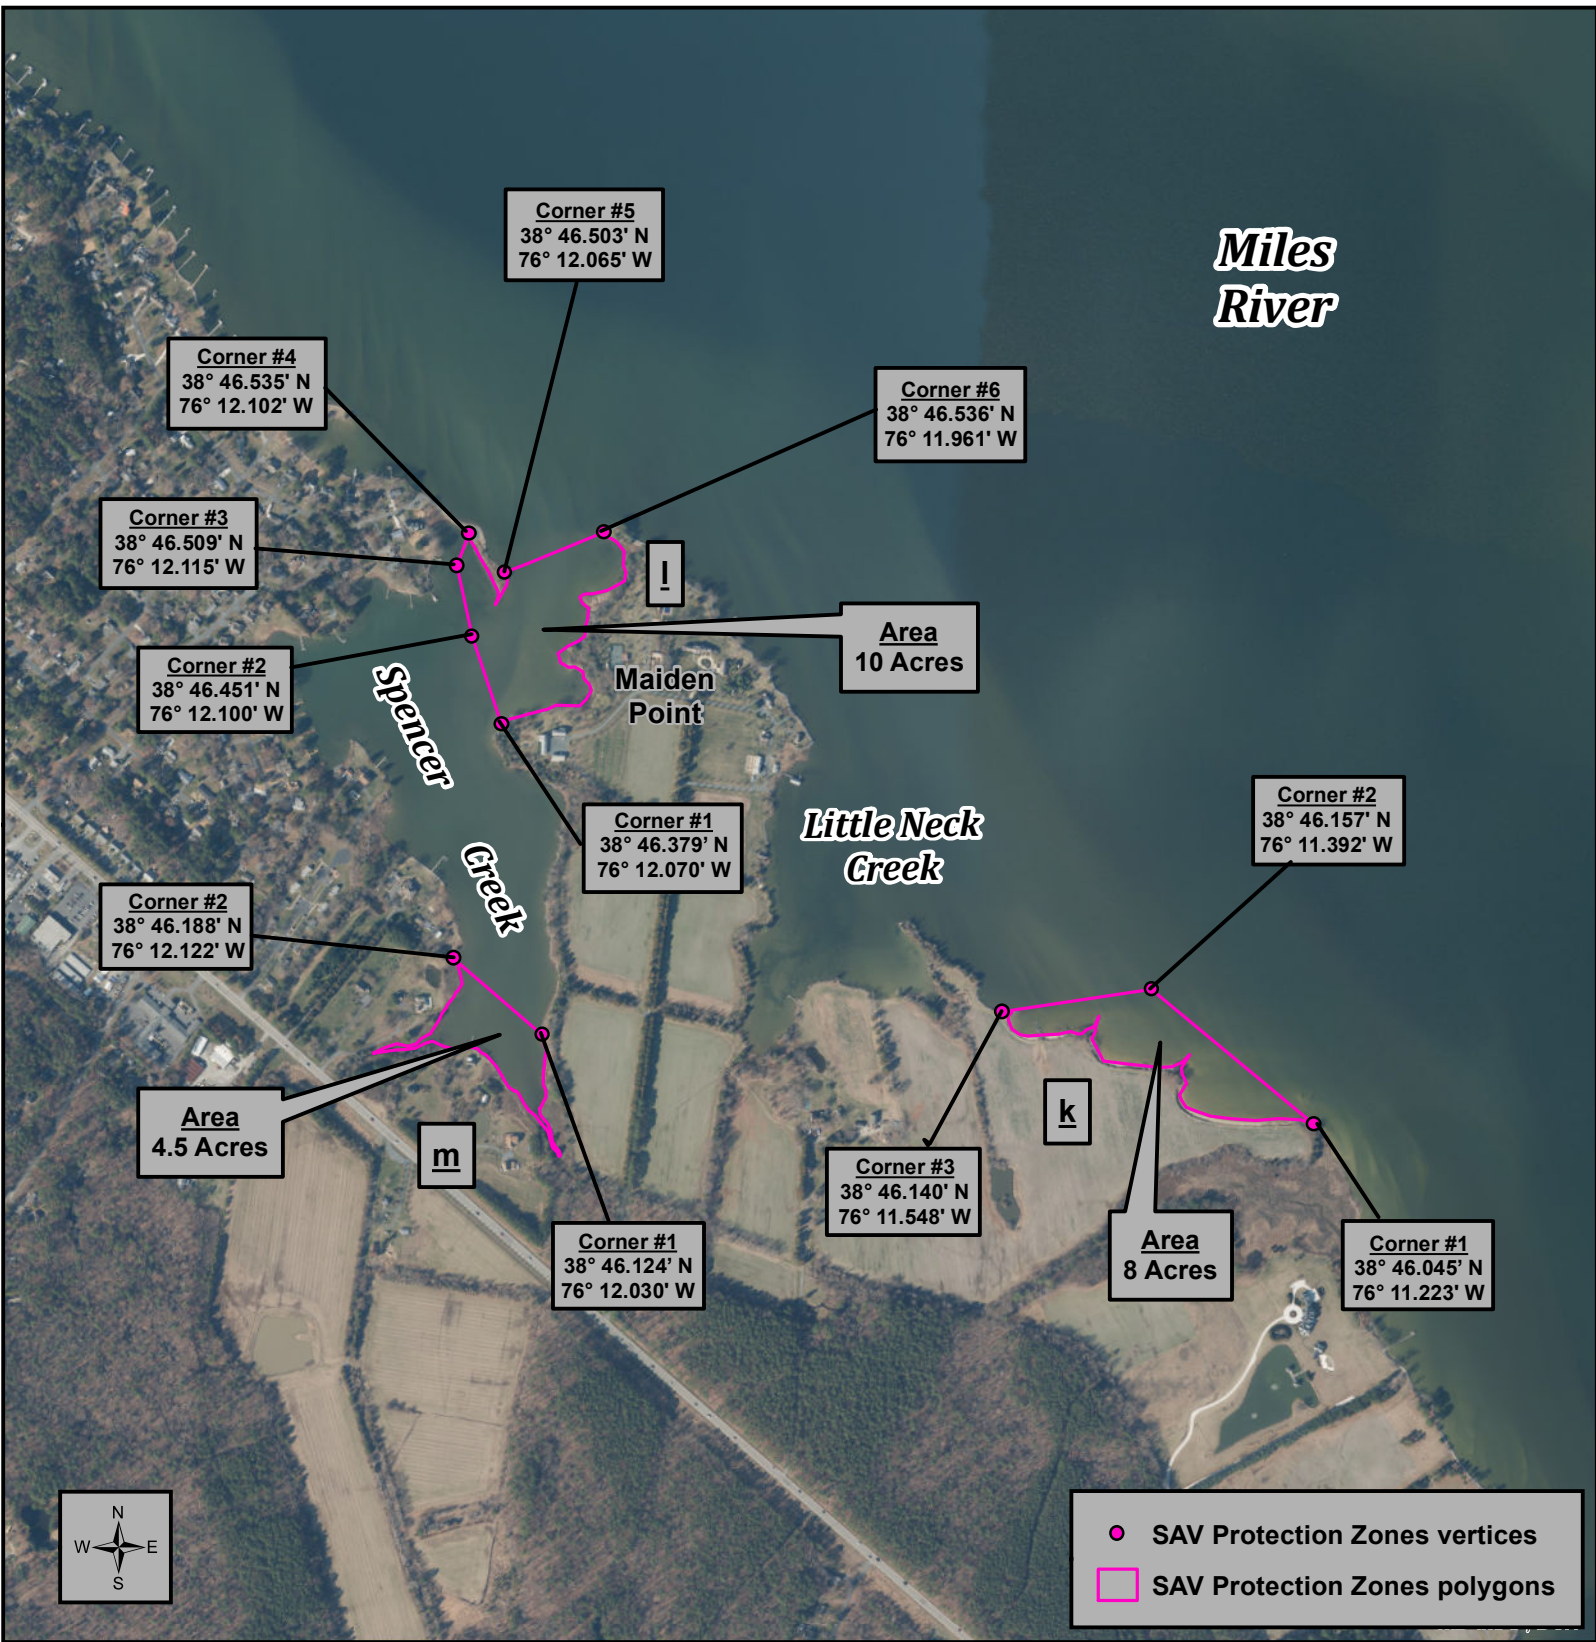 Corner #5
38° 46.503' N
76° 12.065' W
Miles
River
Corner #4
38° 46.535' N
76° 12.102' W
Corner #6
38° 46.536' N
76° 11.961' W
Corner #3
38° 46.509' N
76° 12.115' W
l
Area
10 Acres
Corner #2
38° 46.451' N
76° 12.100' W
Maiden
Point
Spencer
Creek
Corner #1
38° 46.379’ N
76° 12.070' W
Little Neck
Creek
Corner #2
38° 46.157' N
76° 11.392' W
Corner #2
38° 46.188' N
76° 12.122' W
Area
4.5 Acres
m
k
Corner #3
38° 46.140' N
76° 11.548' W
Corner #1
38° 46.124’ N
76° 12.030' W
Area
8 Acres
Corner #1
38° 46.045’ N
76° 11.223' W
N
W E
S
SAV Protection Zones vertices
SAV Protection Zones polygons